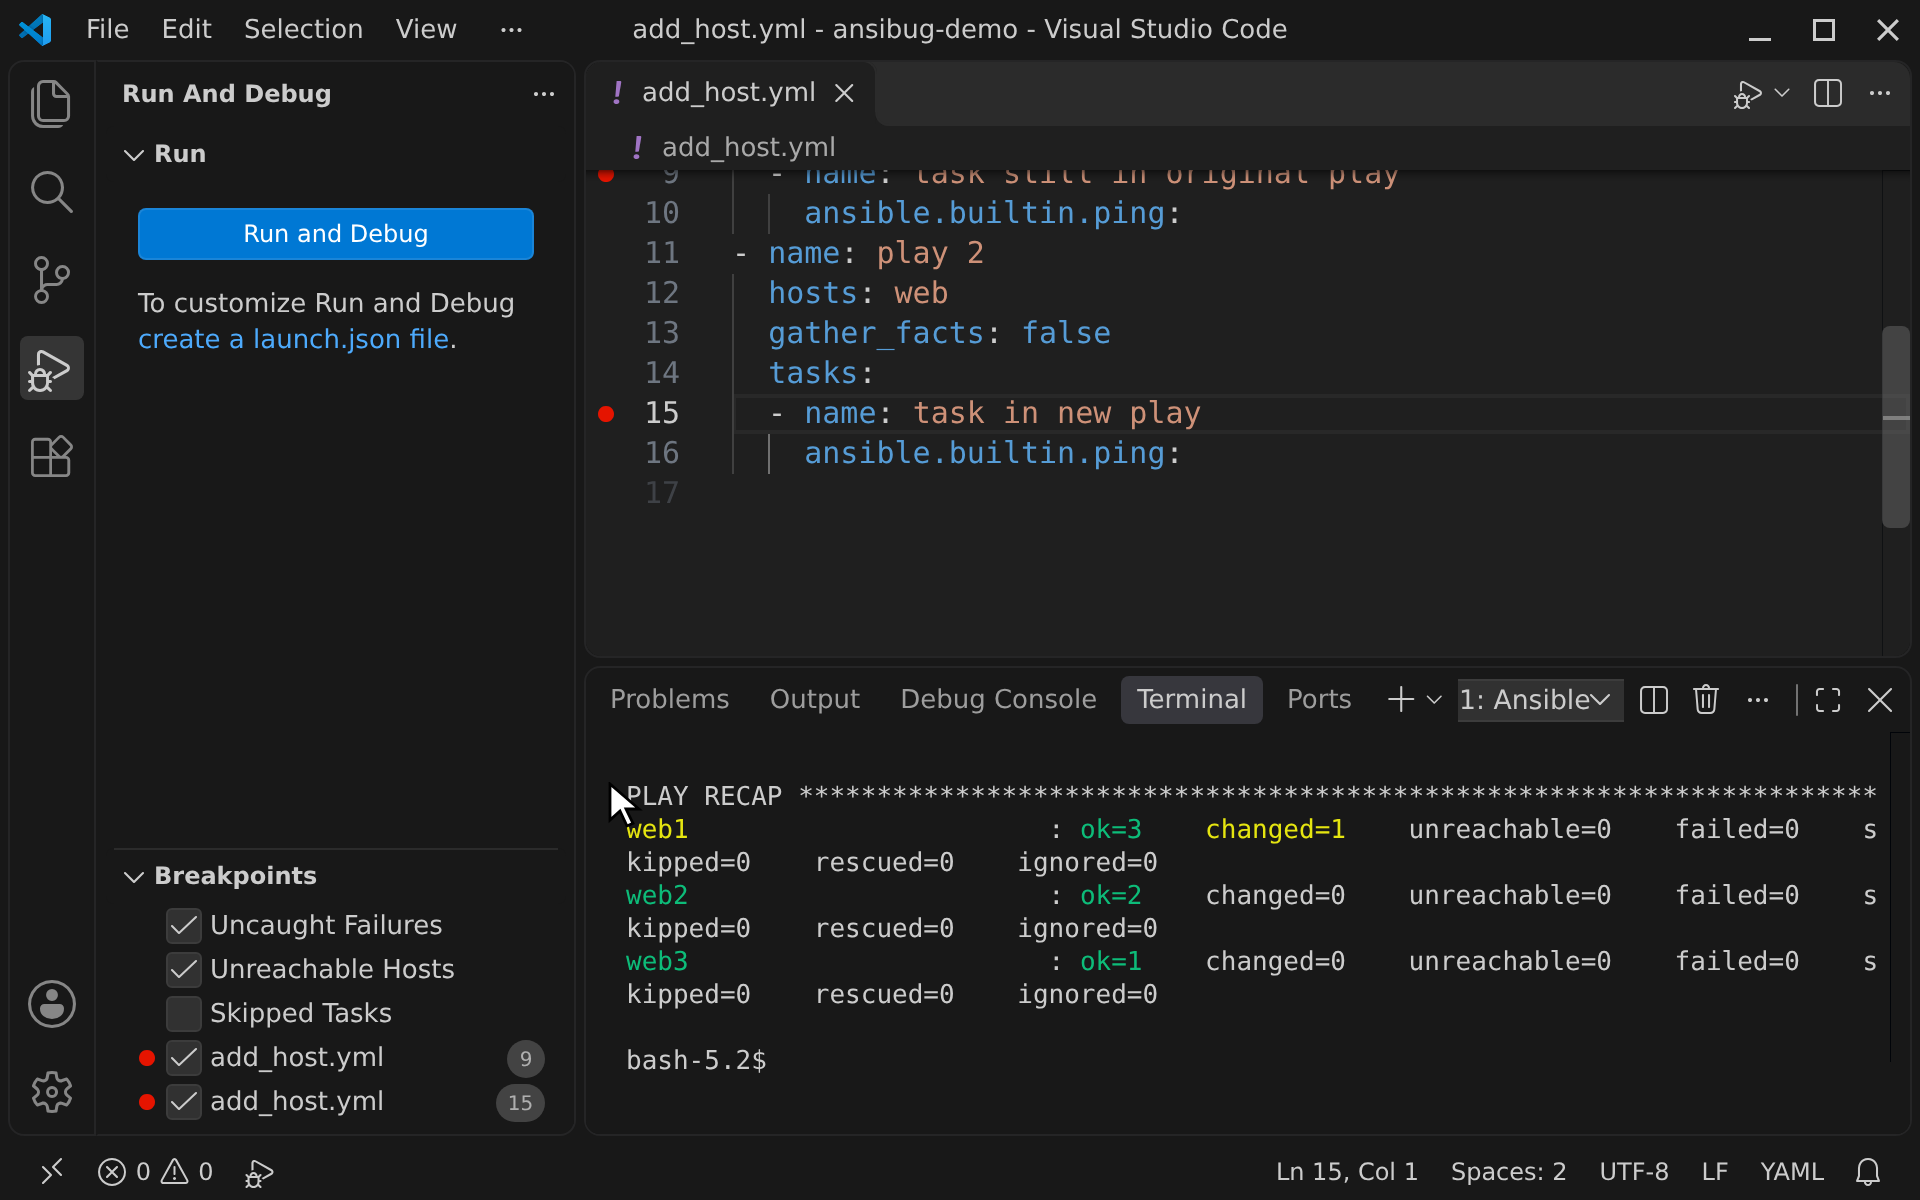 File Edit Selection View ··· add_host.yml - ansibug-demo - Visual Studio Code
Run And Debug
Run
Run and Debug
To customize Run and Debug
create a launch.json file.
! add_host.yml
! add_host.yml
9 - name: task still in original play
10 ansible.builtin.ping:
11 - name: play 2
12 hosts: web
13 gather_facts: false
14 tasks:
15 - name: task in new play
16 ansible.builtin.ping:
17
Breakpoints
Uncaught Failures
Unreachable Hosts
Skipped Tasks
add_host.yml 9
add_host.yml 15
Problems Output Debug Console Terminal Ports 1: Ansible
PLAY RECAP *********************************************************************
web1 : ok=3 changed=1 unreachable=0 failed=0 s
kipped=0 rescued=0 ignored=0
web2 : ok=2 changed=0 unreachable=0 failed=0 s
kipped=0 rescued=0 ignored=0
web3 : ok=1 changed=0 unreachable=0 failed=0 s
kipped=0 rescued=0 ignored=0
bash-5.2$
0 0 Ln 15, Col 1 Spaces: 2 UTF-8 LF YAML